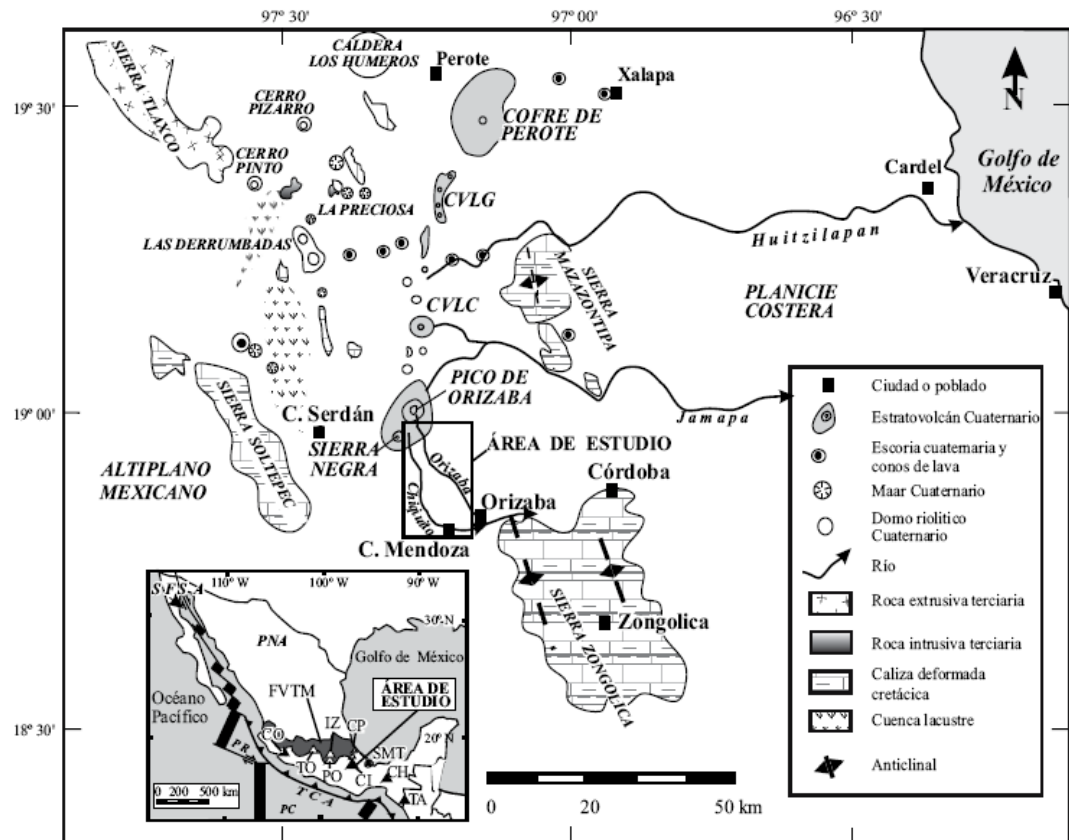 97º 30'
97º 00'
96º 30'
19º 30'
19º 00'
18º 30'
SIERRA TLAXCO
CALDERA
LOS HUMEROS
Perote
Xalapa
N
CERRO
PIZARRO
COFRE DE
PEROTE
Golfo de
México
CERRO
PINTO
Cardel
LA PRECIOSA
CVLG
LAS DERRUMBADAS
Huitzilapan
SIERRA
MAZAZONTIPA
Veracruz
PLANICIE
COSTERA
CVLC
PICO DE
ORIZABA
Jamapa
SIERRA SOLTEPEC
C. Serdán
SIERRA
NEGRA
ÁREA DE ESTUDIO
ALTIPLANO
MEXICANO
Orizaba
Chiquito
Córdoba
Orizaba
C. Mendoza
SIERRA ZONGOLICA
Zongolica
Ciudad o poblado
Estratovolcán Cuaternario
Escoria cuaternaria y
conos de lava
Maar Cuaternario
Domo riolitico
Cuaternario
Río
Roca extrusiva terciaria
Roca intrusiva terciaria
Caliza deformada
cretácica
Cuenca lacustre
Anticlinal
110º W
100º W
90º W
SFSA
30º N
PNA
Golfo de México
Océano
Pacífico
FVTM
ÁREA DE
ESTUDIO
IZ
CP
20º N
CO
SMT
TO
PO
CI
CH
PR
TCA
TA
PC
0 200 500 km
0
20
50 km